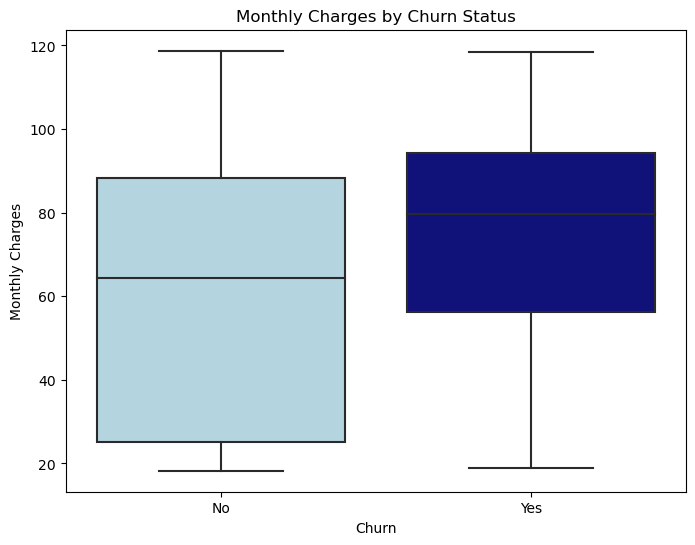 Monthly Charges by Churn Status
Monthly Charges
120
100
80
60
40
20
No
Yes
Churn